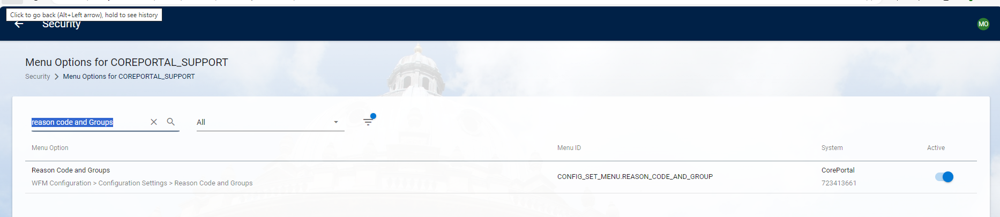 Click to go back (Alt+Left arrow), hold to see history
Security
MO
Menu Options for COREPORTAL_SUPPORT
Security > Menu Options for COREPORTAL_SUPPORT
reason code and Groups
All
Menu Option Menu ID System Active
Reason Code and Groups
WFM Configuration > Configuration Settings > Reason Code and Groups
CONFIG_SET_MENU.REASON_CODE_AND_GROUP
CorePortal
723413661